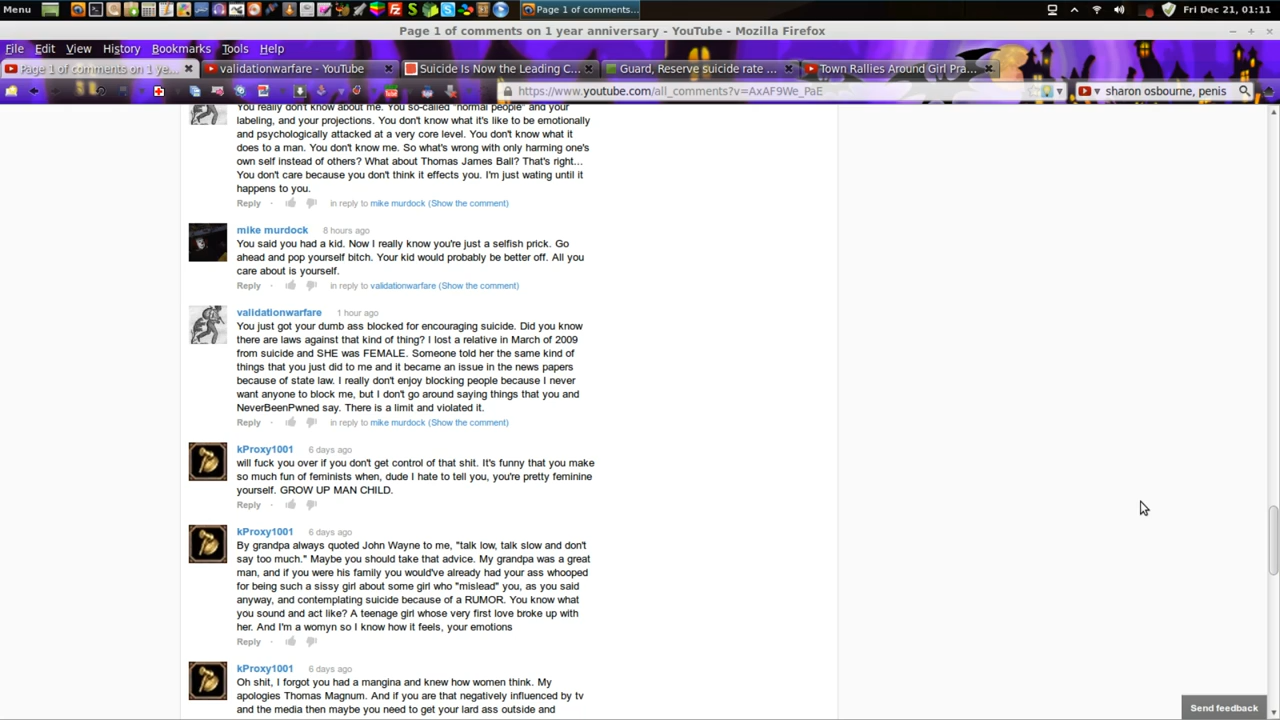 Menu
Page 1 of comments...
Fri Dec 21, 01:11
Page 1 of comments on 1 year anniversary - YouTube - Mozilla Firefox
File Edit View History Bookmarks Tools Help
Page 1 of comments on 1 ye...
validationwarfare - YouTube
Suicide Is Now the Leading C...
Guard, Reserve suicide rate ...
Town Rallies Around Girl Pra...
https://www.youtube.com/all_comments?v=AxAF9We_PaE
sharon osbourne, penis
You really don't know about me. You so-called "normal people" and your
labeling, and your projections. You don't know what it's like to be emotionally
and psychologically attacked at a very core level. You don't know what it
does to a man. You don't know me. So what's wrong with only harming one's
own self instead of others? What about Thomas James Ball? That's right...
You don't care because you don't think it effects you. I'm just wating until it
happens to you.
Reply · in reply to mike murdock (Show the comment)
mike murdock 8 hours ago
You said you had a kid. Now I really know you're just a selfish prick. Go
ahead and pop yourself bitch. Your kid would probably be better off. All you
care about is yourself.
Reply · in reply to validationwarfare (Show the comment)
validationwarfare 1 hour ago
You just got your dumb ass blocked for encouraging suicide. Did you know
there are laws against that kind of thing? I lost a relative in March of 2009
from suicide and SHE was FEMALE. Someone told her the same kind of
things that you just did to me and it became an issue in the news papers
because of state law. I really don't enjoy blocking people because I never
want anyone to block me, but I don't go around saying things that you and
NeverBeenPwned say. There is a limit and violated it.
Reply · in reply to mike murdock (Show the comment)
kProxy1001 6 days ago
will fuck you over if you don't get control of that shit. It's funny that you make
so much fun of feminists when, dude I hate to tell you, you're pretty feminine
yourself. GROW UP MAN CHILD.
Reply ·
kProxy1001 6 days ago
By grandpa always quoted John Wayne to me, "talk low, talk slow and don't
say too much." Maybe you should take that advice. My grandpa was a great
man, and if you were his family you would've already had your ass whooped
for being such a sissy girl about some girl who "mislead" you, as you said
anyway, and contemplating suicide because of a RUMOR. You know what
you sound and act like? A teenage girl whose very first love broke up with
her. And I'm a womyn so I know how it feels, your emotions
Reply ·
kProxy1001 6 days ago
Oh shit, I forgot you had a mangina and knew how women think. My
apologies Thomas Magnum. And if you are that negatively influenced by tv
and the media then maybe you need to get your lard ass outside and
Send feedback